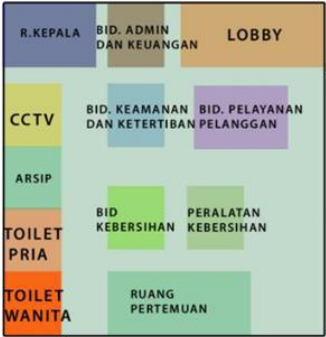 R.KEPALA
BID. ADMIN
DAN KEUANGAN
LOBBY
CCTV
BID. KEAMANAN
DAN KETERTIBAN
BID. PELAYANAN
PELANGGAN
ARSIP
BID
KEBERSIHAN
PERALATAN
KEBERSIHAN
TOILET
PRIA
TOILET
WANITA
RUANG
PERTEMUAN